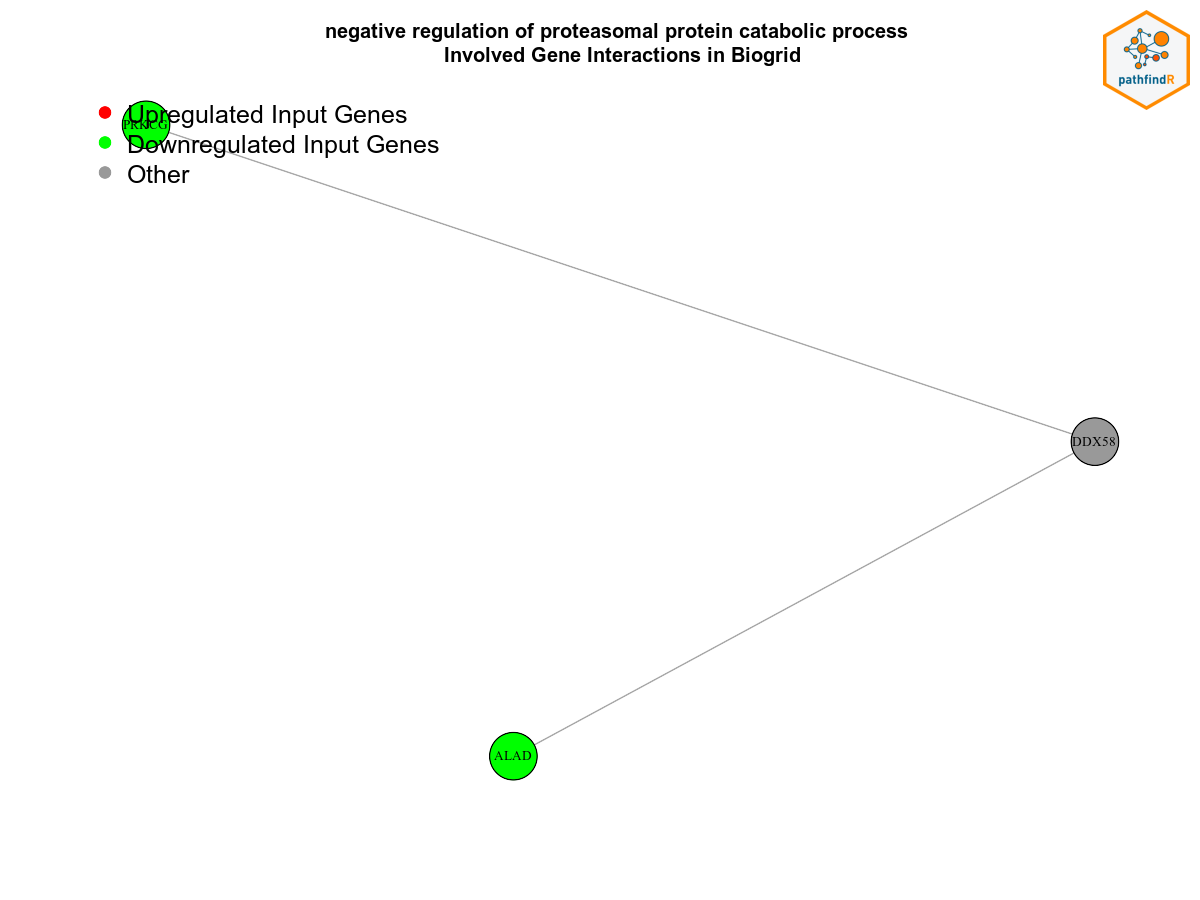 negative regulation of proteasomal protein catabolic process
Involved Gene Interactions in Biogrid
pathfindR
Upregulated Input Genes
PRKCG
Downregulated Input Genes
Other
DDX58
ALAD